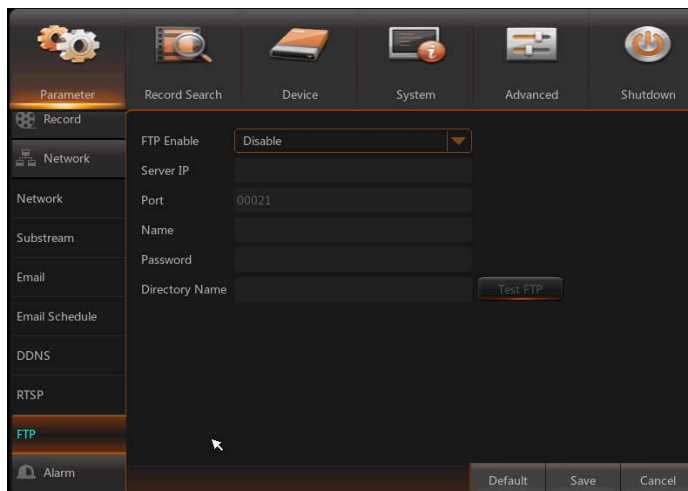 Parameter
Record Search
Device
System
Advanced
Shutdown
Record
Network
Network
Substream
Email
Email Schedule
DDNS
RTSP
FTP
Alarm
FTP Enable Disable
Server IP
Port 00021
Name
Password
Directory Name Test FTP
Default Save Cancel